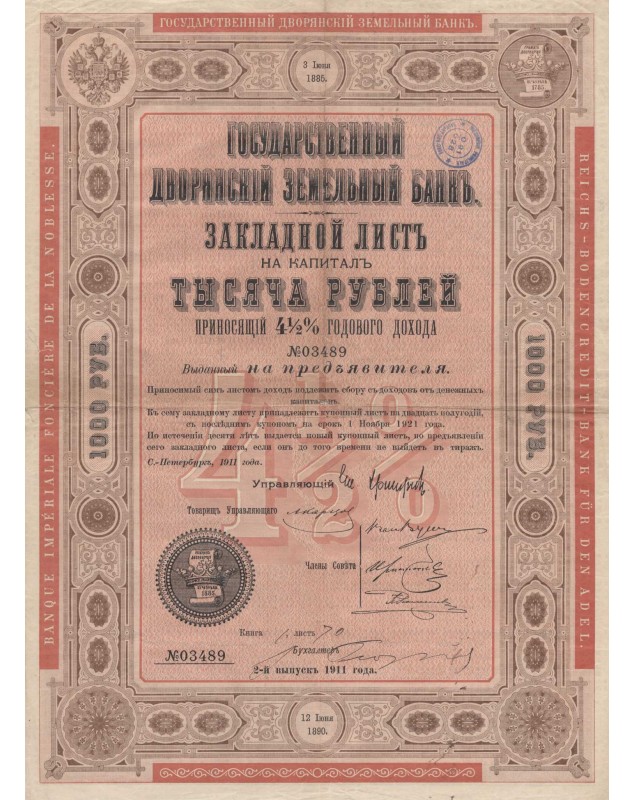 ГОСУДАРСТВЕННЫЙ ДВОРЯНСКІЙ ЗЕМЕЛЬНЫЙ БАНКЪ.
3 Іюня
1885.
ГОСУДАРСТВЕННЫЙ
ДВОРЯНСКІЙ ЗЕМЕЛЬНЫЙ БАНКЪ.
ЗАКЛАДНОЙ ЛИСТЪ
НА КАПИТАЛЪ
ТЫСЯЧА РУБЛЕЙ
ПРИНОСЯЩІЙ 4½% ГОДОВОГО ДОХОДА
№03489
Выданный на предъявителя.
Приносимый симъ листомъ доходъ подлежитъ сбору съ доходовъ отъ денежныхъ
капиталовъ.
Къ сему закладному листу принадлежитъ купонный листъ на двадцать полугодій,
съ послѣднимъ купономъ на срокъ 1 Ноября 1921 года.
По истеченіи десяти лѣтъ выдается новый купонный листъ, по предъявленіи
сего закладного листа, если онъ до того времени не выйдетъ въ тиражъ.
С.-Петербургъ, 1911 года.
4½%
Управляющій
Товарищъ Управляющаго
Члены Совѣта
Книга 1, листъ 70
Бухгалтеръ
№03489
2-й выпускъ 1911 года.
12 Іюня
1890.
BANQUE IMPÉRIALE FONCIÈRE DE LA NOBLESSE.
1000 РУБ.
1000 РУБ.
REICHS-BODENCREDIT-BANK FÜR DEN ADEL.